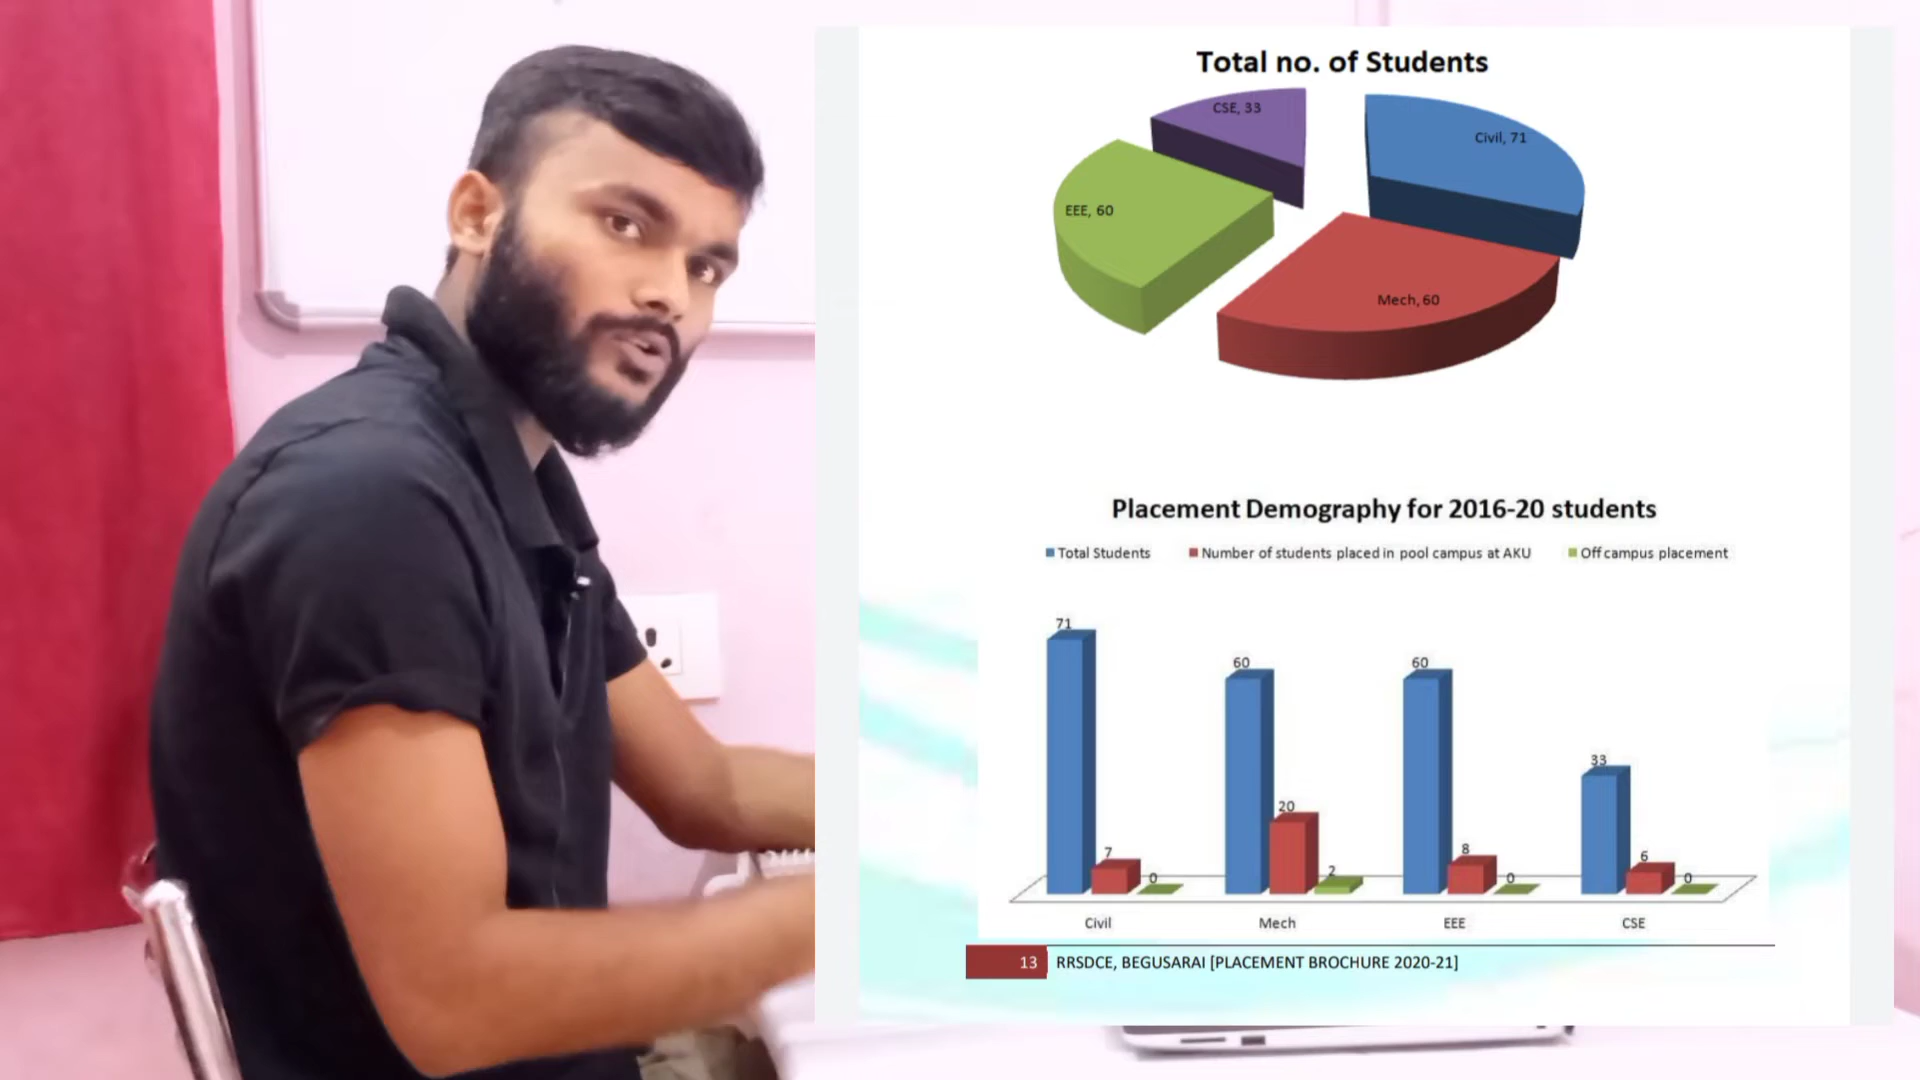 Total no. of Students
CSE, 33
Civil, 71
EEE, 60
Mech, 60
Placement Demography for 2016-20 students
Total Students Number of students placed in pool campus at AKU Off campus placement
71
60
60
33
20
7
8
6
2
0
0
0
Civil Mech EEE CSE
13 RRSDCE, BEGUSARAI [PLACEMENT BROCHURE 2020-21]